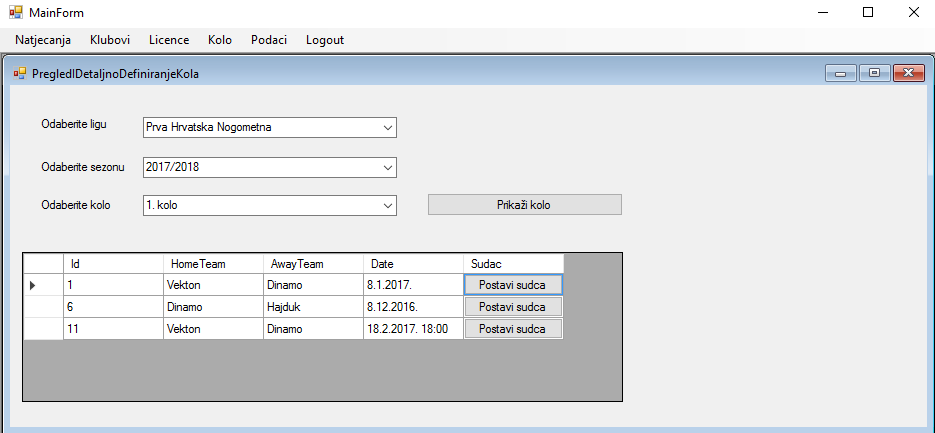 MainForm
Natjecanja Klubovi Licence Kolo Podaci Logout
PregledIDetaljnoDefiniranjeKola
Odaberite ligu Prva Hrvatska Nogometna
Odaberite sezonu 2017/2018
Odaberite kolo 1. kolo Prikaži kolo
Id HomeTeam AwayTeam Date Sudac
1 Vekton Dinamo 8.1.2017. Postavi sudca
6 Dinamo Hajduk 8.12.2016. Postavi sudca
11 Vekton Dinamo 18.2.2017. 18:00 Postavi sudca